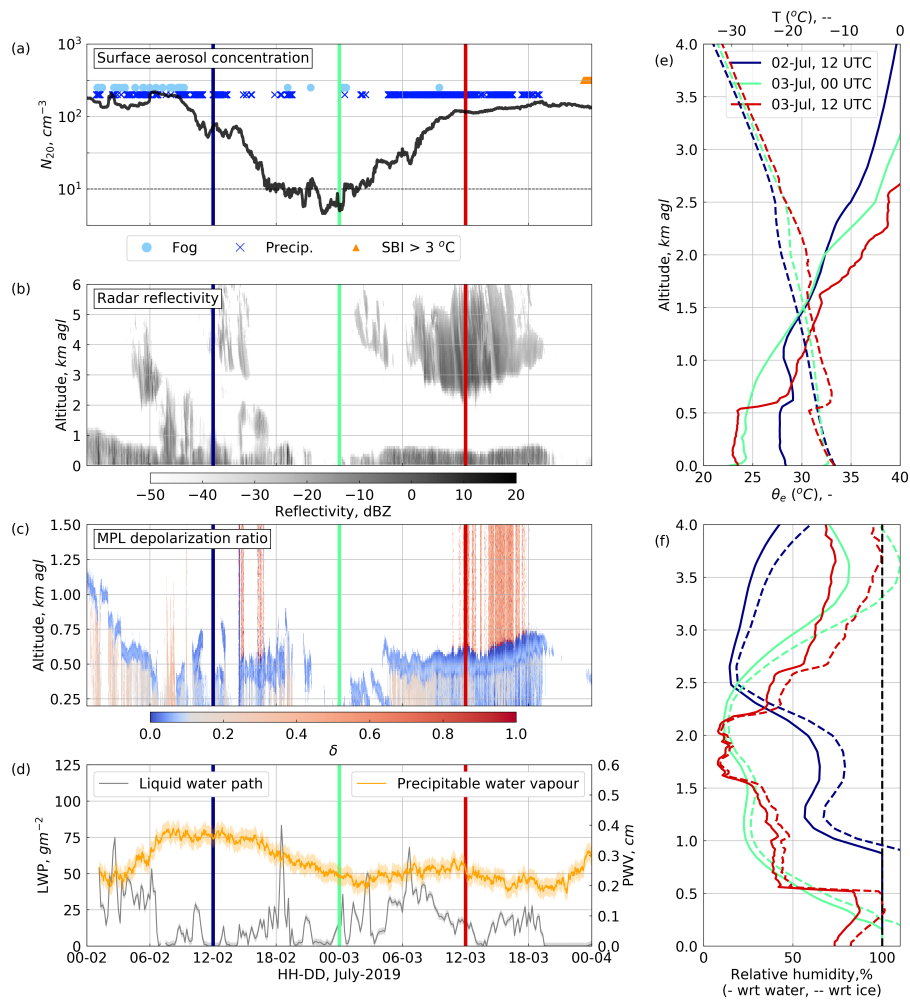 (a)
Surface aerosol concentration
10³
10²
10¹
N₂₀, cm⁻³
Fog
Precip.
SBI > 3 °C
(b)
Radar reflectivity
6
5
4
3
2
1
0
Altitude, km agl
−50 −40 −30 −20 −10 0 10 20
Reflectivity, dBZ
(c)
MPL depolarization ratio
1.50
1.25
1.00
0.75
0.50
0.25
Altitude, km agl
0.0 0.2 0.4 0.6 0.8 1.0
δ
(d)
Liquid water path
Precipitable water vapour
125
100
75
50
25
0
LWP, gm⁻²
0.6
0.5
0.4
0.3
0.2
0.1
0.0
PWV, cm
00-02 06-02 12-02 18-02 00-03 06-03 12-03 18-03 00-04
HH-DD, July-2019
T (°C), --
−30 −20 −10 0
(e)
02-Jul, 12 UTC
03-Jul, 00 UTC
03-Jul, 12 UTC
4.0
3.5
3.0
2.5
2.0
1.5
1.0
0.5
0.0
Altitude, km agl
20 25 30 35 40
θₑ (°C), -
(f)
4.0
3.5
3.0
2.5
2.0
1.5
1.0
0.5
0.0
0 50 100
Relative humidity,%
(- wrt water, -- wrt ice)